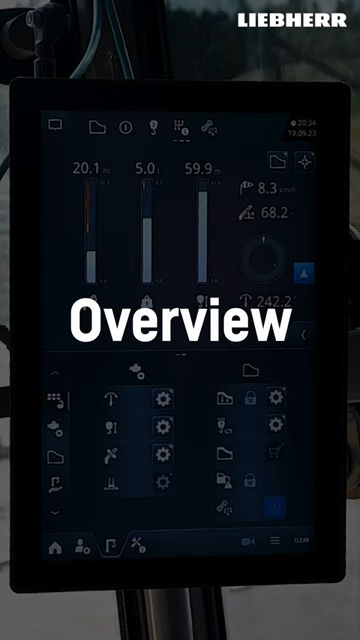 LIEBHERR
20:34
19.09.23
20.1 m
5.0 t
59.9 m
8.3 km/h
68.2 °
Overview
242.2 °
CLEAR